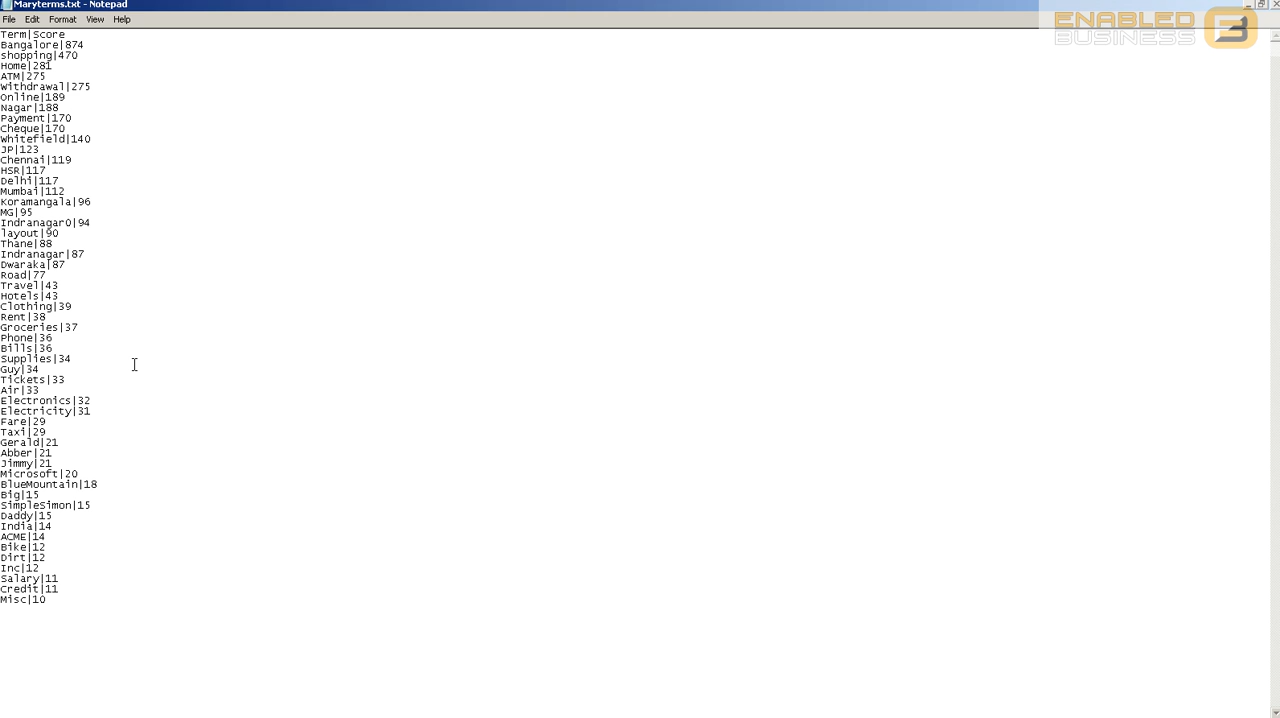 Maryterms.txt - Notepad
File Edit Format View Help
ENABLED
BUSINESS
Term|Score
Bangalore|874
shopping|470
Home|281
ATM|275
Withdrawal|275
Online|189
Nagar|188
Payment|170
Cheque|170
Whitefield|140
JP|123
Chennai|119
HSR|117
Delhi|117
Mumbai|112
Koramangala|96
MG|95
Indranagar0|94
layout|90
Thane|88
Indranagar|87
Dwaraka|87
Road|77
Travel|43
Hotels|43
Clothing|39
Rent|38
Groceries|37
Phone|36
Bills|36
Supplies|34
Guy|34
Tickets|33
Air|33
Electronics|32
Electricity|31
Fare|29
Taxi|29
Gerald|21
Abber|21
Jimmy|21
Microsoft|20
BlueMountain|18
Big|15
SimpleSimon|15
Daddy|15
India|14
ACME|14
Bike|12
Dirt|12
Inc|12
Salary|11
Credit|11
Misc|10